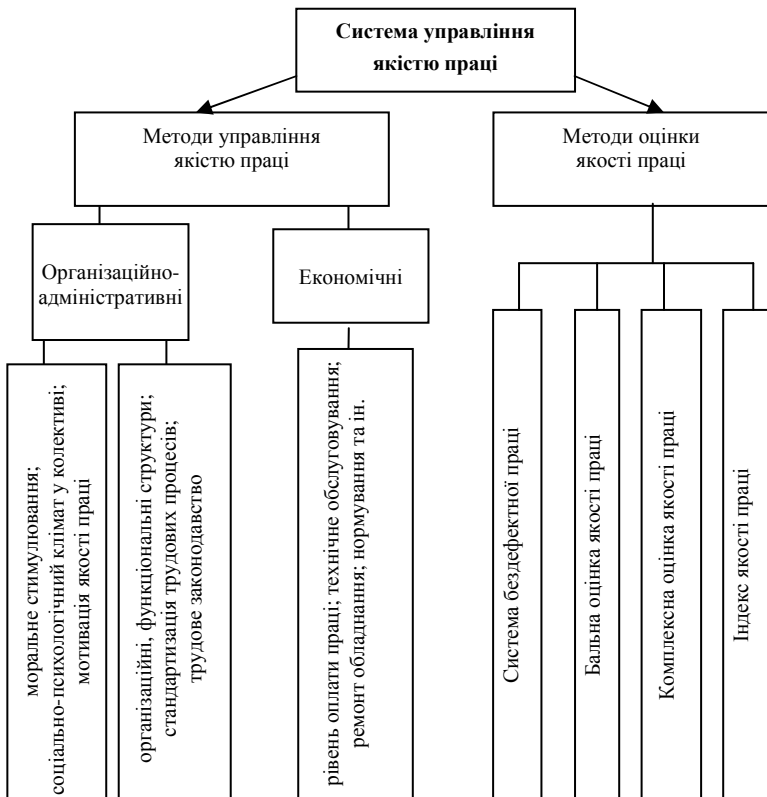 Система управління
якістю праці
Методи управління
якістю праці
Методи оцінки
якості праці
Організаційно-
адміністративні
Економічні
моральне стимулювання;
соціально-психологічний клімат у колективі;
мотивація якості праці
організаційні, функціональні структури;
стандартизація трудових процесів;
трудове законодавство
рівень оплати праці; технічне обслуговування;
ремонт обладнання; нормування та ін.
Система бездефектної праці
Бальна оцінка якості праці
Комплексна оцінка якості праці
Індекс якості праці